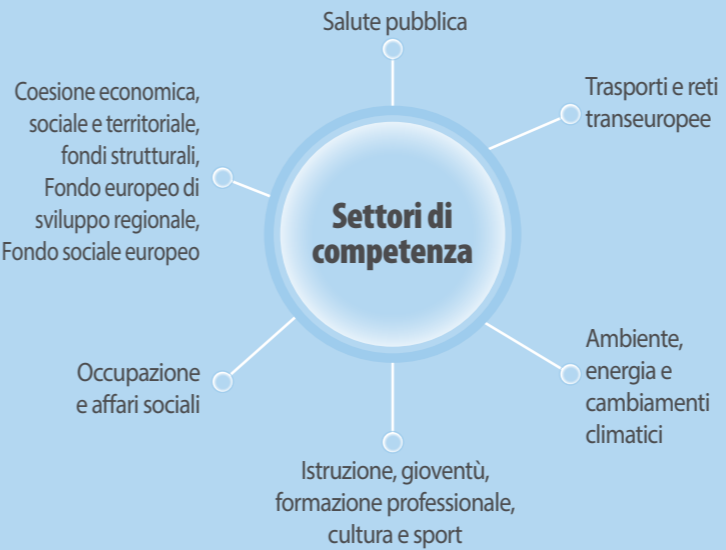 Salute pubblica
Trasporti e reti
transeuropee
Coesione economica,
sociale e territoriale,
fondi strutturali,
Fondo europeo di
sviluppo regionale,
Fondo sociale europeo
Settori di
competenza
Ambiente,
energia e
cambiamenti
climatici
Occupazione
e affari sociali
Istruzione, gioventù,
formazione professionale,
cultura e sport